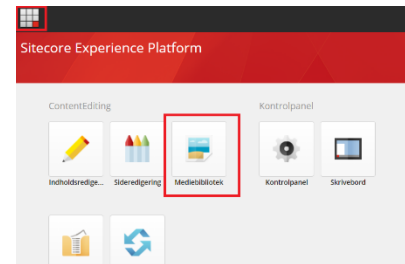 Sitecore Experience Platform
ContentEditing
Kontrolpanel
Indholdsredige...
Sideredigering
Mediebibliotek
Kontrolpanel
Skrivebord